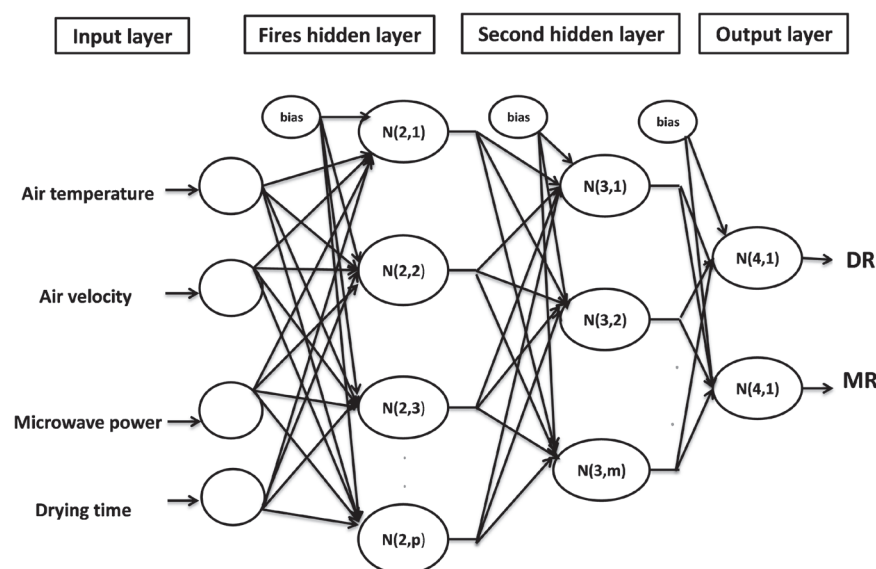 Input layer
Fires hidden layer
Second hidden layer
Output layer
bias
bias
bias
N(2,1)
N(3,1)
Air temperature
N(4,1)
DR
N(2,2)
Air velocity
N(3,2)
N(4,1)
MR
N(2,3)
Microwave power
N(3,m)
Drying time
N(2,p)